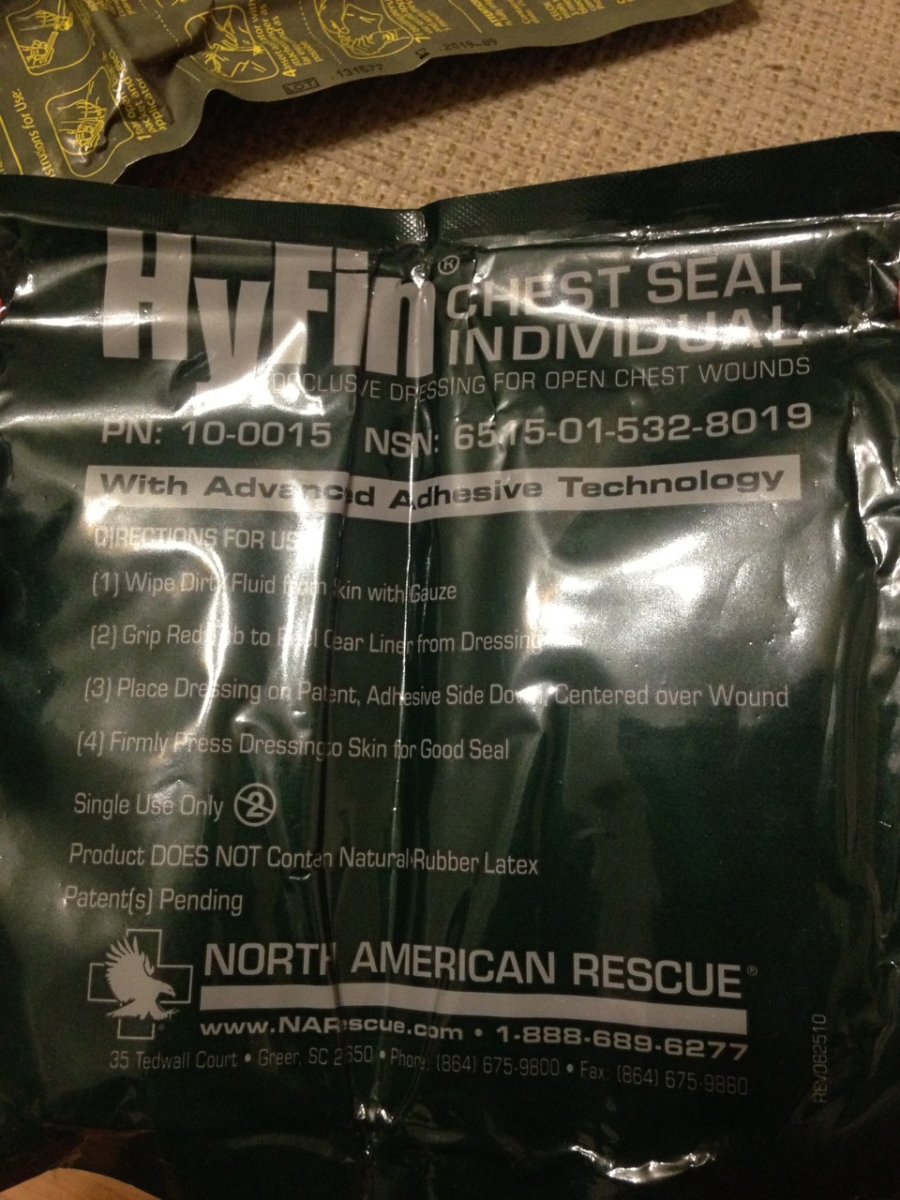 2019-09
LOT 131577
HyFin® CHEST SEAL
INDIVIDUAL
OCCLUSIVE DRESSING FOR OPEN CHEST WOUNDS
PN: 10-0015 NSN: 6515-01-532-8019
With Advanced Adhesive Technology
DIRECTIONS FOR USE
(1) Wipe Dirt/Fluid from Skin with Gauze
(2) Grip Red Tab to Peel Clear Liner from Dressing
(3) Place Dressing on Patient, Adhesive Side Down, Centered over Wound
(4) Firmly Press Dressing to Skin for Good Seal
Single Use Only 2
Product DOES NOT Contain Natural Rubber Latex
Patent(s) Pending
NORTH AMERICAN RESCUE®
www.NARescue.com • 1-888-689-6277
35 Tedwall Court • Greer, SC 29650 • Phone: (864) 675-9800 • Fax: (864) 675-9880
REV062510